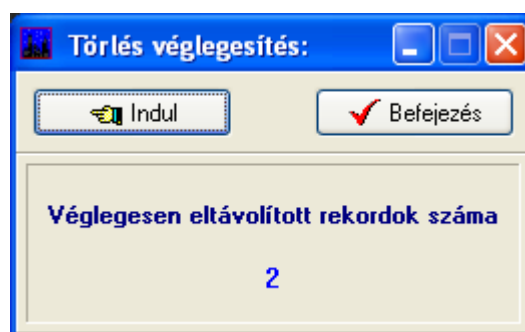 Törlés véglegesítés:
Indul
Befejezés
Véglegesen eltávolított rekordok száma
2